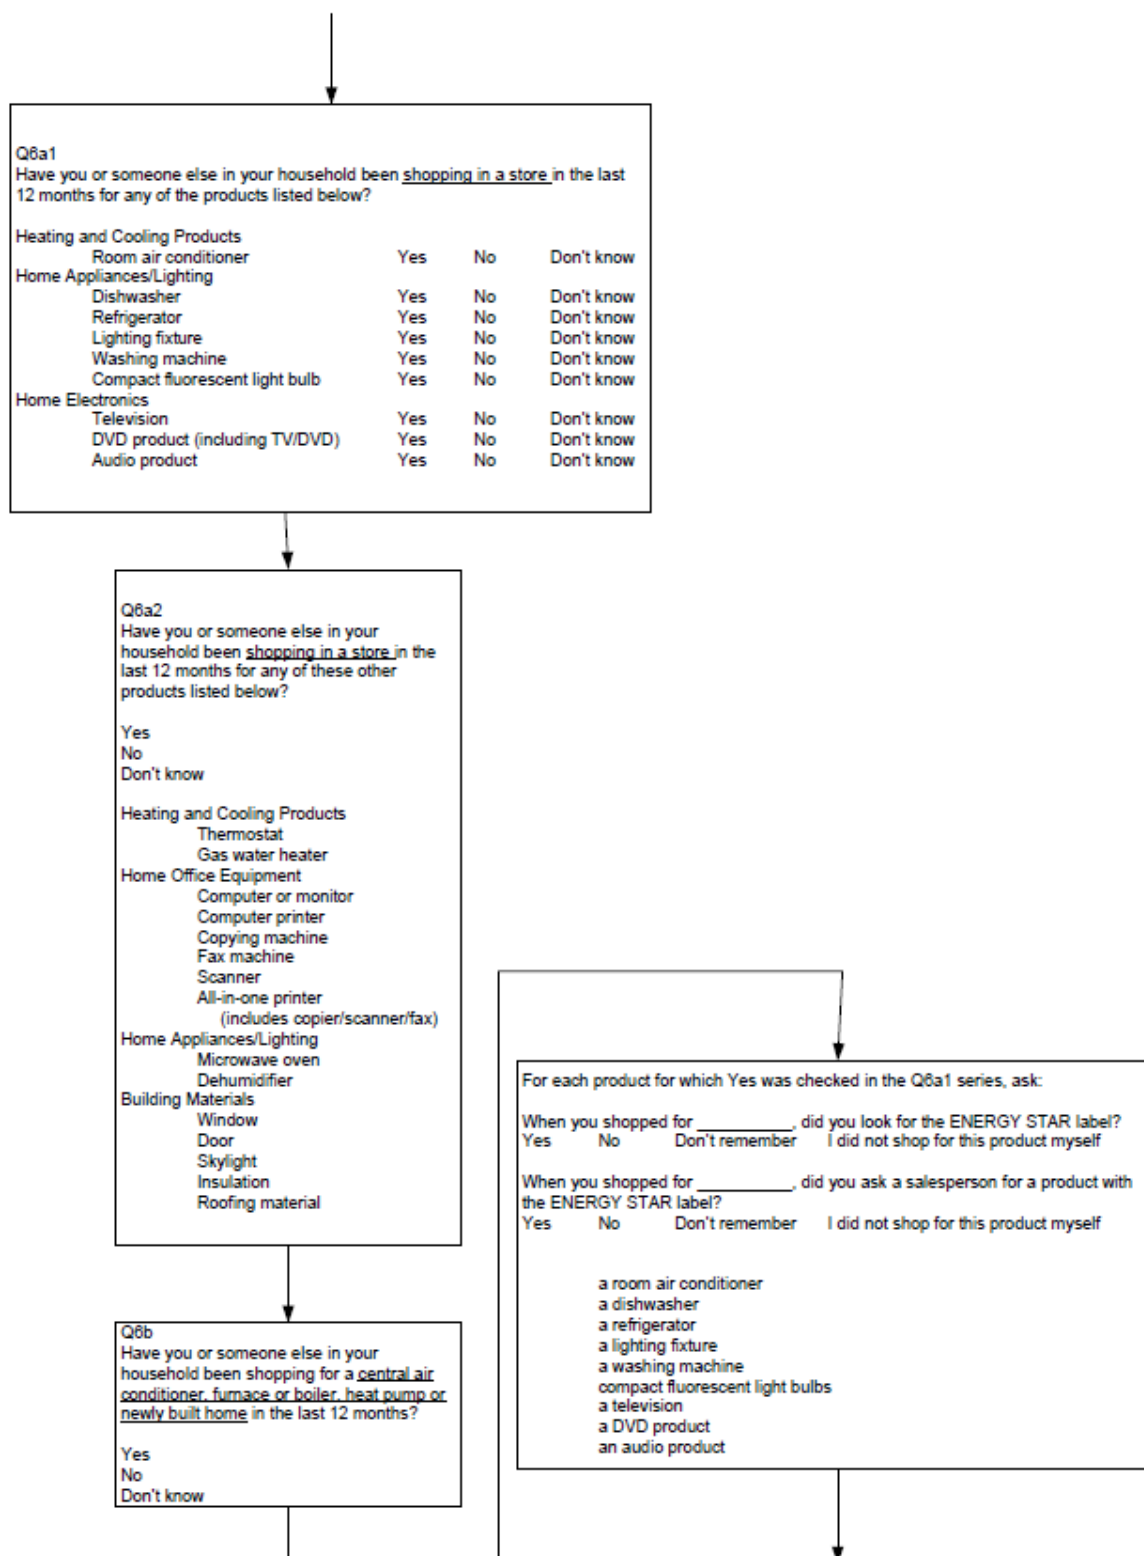 Q6a1
Have you or someone else in your household been shopping in a store in the last
12 months for any of the products listed below?
Heating and Cooling Products
Room air conditioner Yes No Don't know
Home Appliances/Lighting
Dishwasher Yes No Don't know
Refrigerator Yes No Don't know
Lighting fixture Yes No Don't know
Washing machine Yes No Don't know
Compact fluorescent light bulb Yes No Don't know
Home Electronics
Television Yes No Don't know
DVD product (including TV/DVD) Yes No Don't know
Audio product Yes No Don't know
Q6a2
Have you or someone else in your
household been shopping in a store in the
last 12 months for any of these other
products listed below?
Yes
No
Don't know
Heating and Cooling Products
Thermostat
Gas water heater
Home Office Equipment
Computer or monitor
Computer printer
Copying machine
Fax machine
Scanner
All-in-one printer
(includes copier/scanner/fax)
Home Appliances/Lighting
Microwave oven
Dehumidifier
Building Materials
Window
Door
Skylight
Insulation
Roofing material
Q6b
Have you or someone else in your
household been shopping for a central air
conditioner, furnace or boiler, heat pump or
newly built home in the last 12 months?
Yes
No
Don't know
For each product for which Yes was checked in the Q6a1 series, ask:
When you shopped for __________, did you look for the ENERGY STAR label?
Yes No Don't remember I did not shop for this product myself
When you shopped for __________, did you ask a salesperson for a product with
the ENERGY STAR label?
Yes No Don't remember I did not shop for this product myself
a room air conditioner
a dishwasher
a refrigerator
a lighting fixture
a washing machine
compact fluorescent light bulbs
a television
a DVD product
an audio product